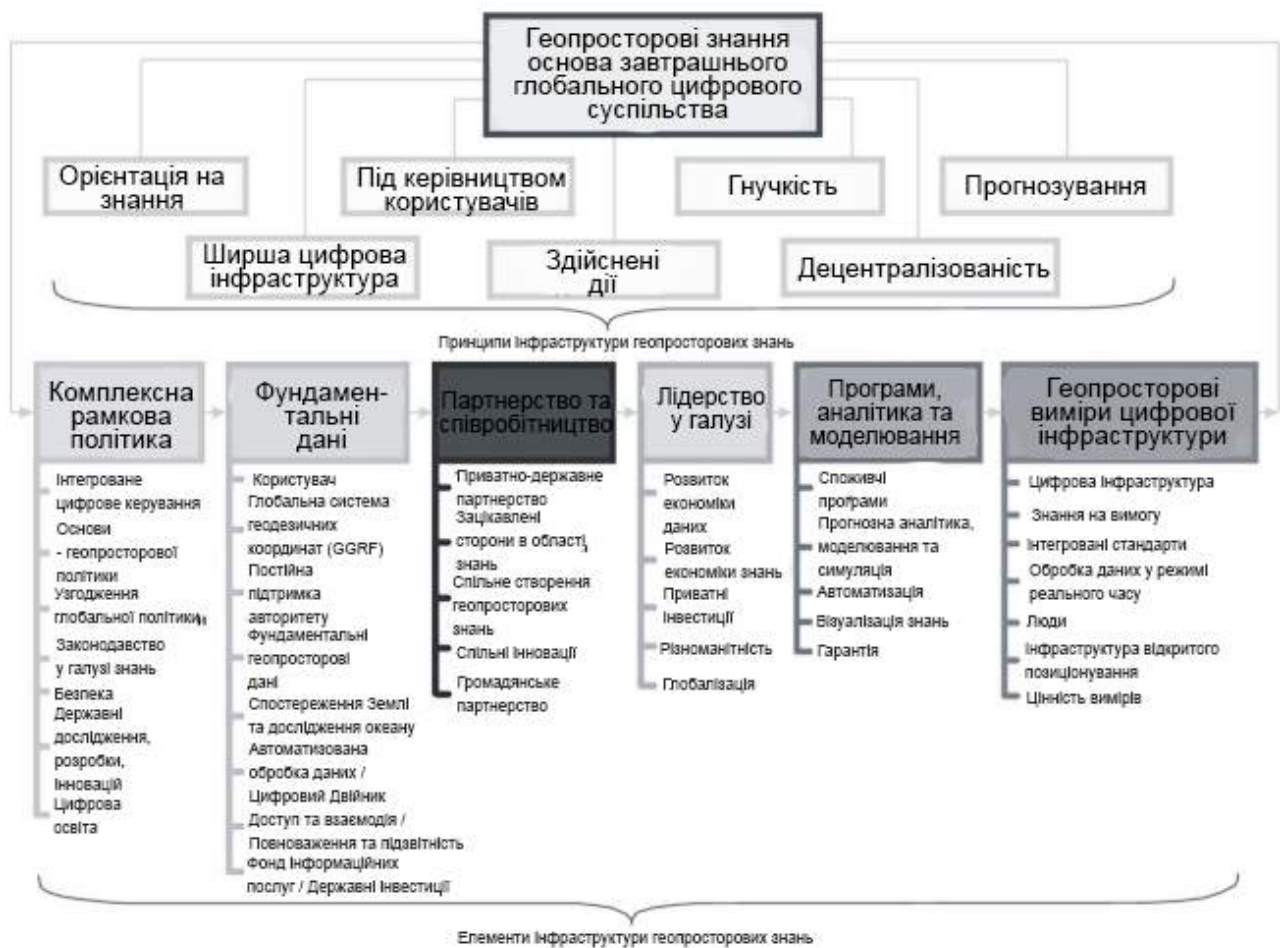 Геопросторові знання
основа завтрашнього
глобального цифрового
суспільства
Орієнтація на
знання
Під керівництвом
користувачів
Гнучкість
Прогнозування
Ширша цифрова
інфраструктура
Здійснені
дії
Децентралізованість
Принципи інфраструктури геопросторових знань
Комплексна
рамкова
політика
Інтегроване
цифрове керування
Основи
- геопросторової
політики
Узгодження
глобальної політики
Законодавство
у галузі знань
Безпека
Державні
дослідження,
розробки,
інновацій
Цифрова
освіта
Фундамен-
тальні
дані
Користувач
Глобальна система
геодезичних
координат (GGRF)
Постійна
підтримка
авторитету
Фундаментальні
геопросторові
дані
Спостереження Землі
та дослідження океану
Автоматизована
обробка даних /
Цифровий Двійник
Доступ та взаємодія /
Повноваження та підзвітність
Фонд інформаційних
послуг / Державні інвестиції
Партнерство та
співробітництво
Приватно-державне
партнерство
Зацікавлені
сторони в області
знань
Спільне створення
геопросторових
знань
Спільні інновації
Громадянське
партнерство
Лідерство
у галузі
Розвиток
економіки
даних
Розвиток
економіки знань
Приватні
інвестиції
Різноманітність
Глобалізація
Програми,
аналітика та
моделювання
Споживчі
програми
Прогнозна аналітика,
моделювання та
симуляція
Автоматизація
Візуалізація знань
Гарантія
Геопросторові
виміри цифрової
інфраструктури
Цифрова інфраструктура
Знання на вимогу
Інтегровані стандарти
Обробка даних у режимі
реального часу
Люди
Інфраструктура відкритого
позиціонування
Цінність вимірів
Елементи інфраструктури геопросторових знань